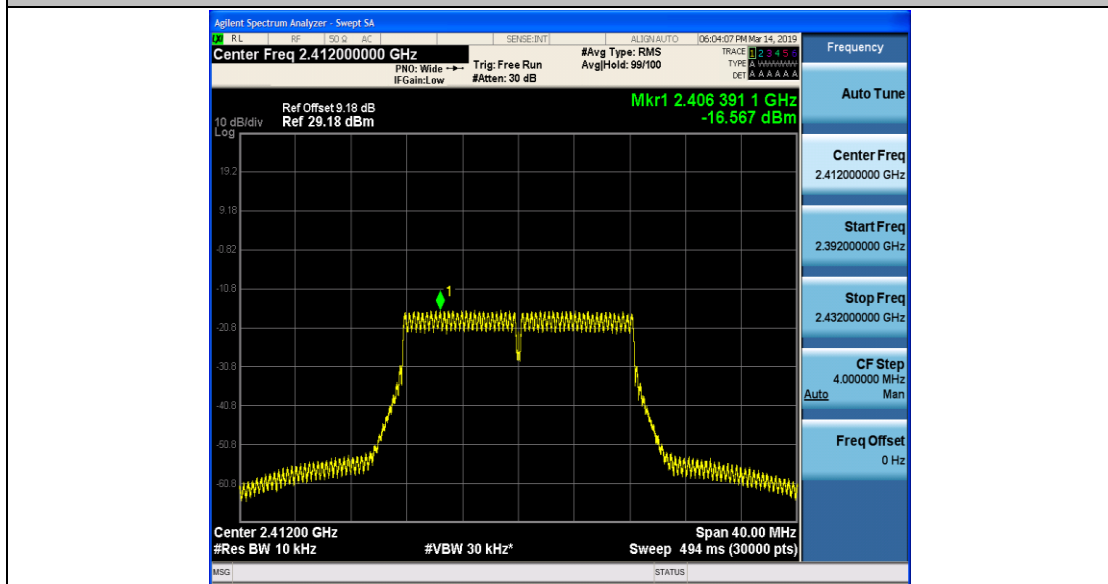 Agilent Spectrum Analyzer - Swept SA
RL RF 50 Ω AC SENSE:INT ALIGN AUTO 06:04:07 PM Mar 14, 2019
Center Freq 2.412000000 GHz
PNO: Wide
IFGain:Low
Trig: Free Run
#Atten: 30 dB
#Avg Type: RMS
Avg|Hold: 99/100
TRACE 1 2 3 4 5 6
TYPE A
DET A A A A A A
Frequency
Ref Offset 9.18 dB
10 dB/div Ref 29.18 dBm
Log
Mkr1 2.406 391 1 GHz
-16.567 dBm
19.2
9.18
-0.82
-10.8
-20.8
-30.8
-40.8
-50.8
-60.8
1
Center 2.41200 GHz Span 40.00 MHz
#Res BW 10 kHz #VBW 30 kHz* Sweep 494 ms (30000 pts)
Auto Tune
Center Freq
2.412000000 GHz
Start Freq
2.392000000 GHz
Stop Freq
2.432000000 GHz
CF Step
4.000000 MHz
Auto Man
Freq Offset
0 Hz
MSG STATUS